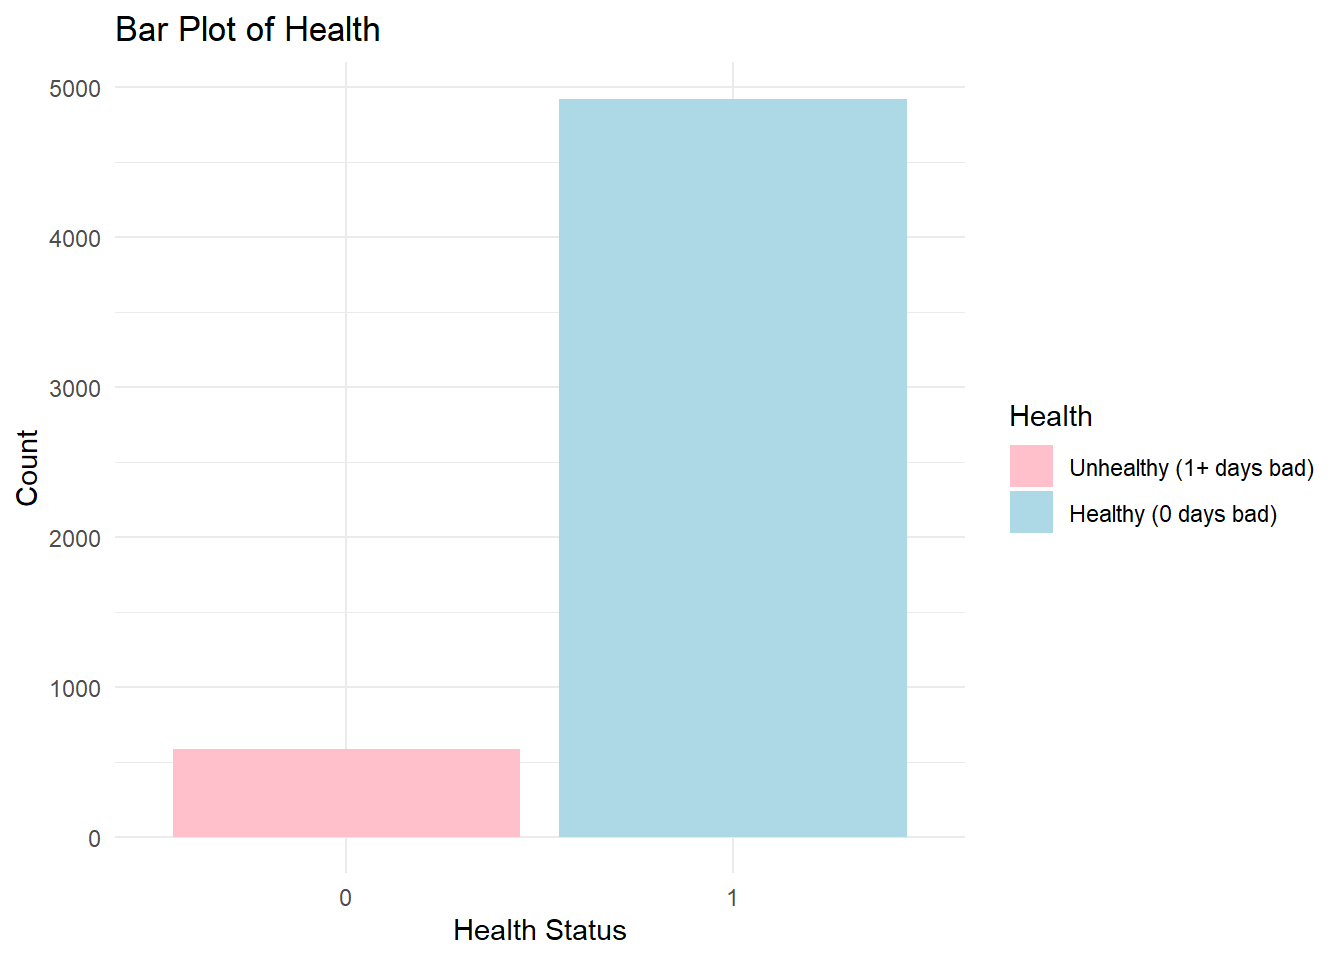 Bar Plot of Health
5000
4000
3000
2000
1000
0
Count
0
1
Health Status
Health
Unhealthy (1+ days bad)
Healthy (0 days bad)